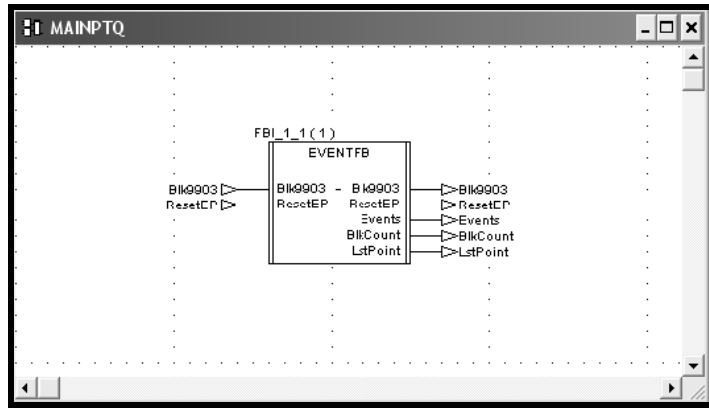 MAINPTQ
FBI_1_1(1)
EVENTFB
Blk9903 Blk9903 - Blk9903 Blk9903
ResetEP ResetEP ResetEP ResetEP
Events Events
BlkCount BlkCount
LstPoint LstPoint